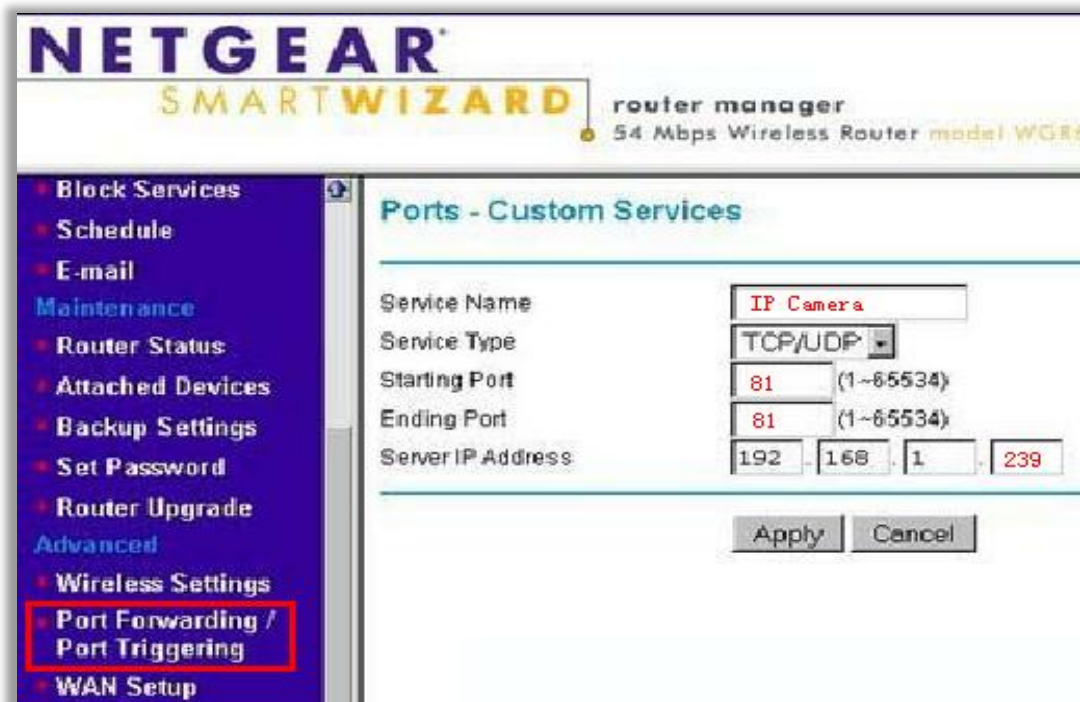 NETGEAR
SMARTWIZARD
router manager
54 Mbps Wireless Router model
Block Services
Schedule
E-mail
Maintenance
Router Status
Attached Devices
Backup Settings
Set Password
Router Upgrade
Advanced
Wireless Settings
Port Forwarding /
Port Triggering
WAN Setup
Ports - Custom Services
Service Name IP Camera
Service Type TCP/UDP
Starting Port 81 (1~65534)
Ending Port 81 (1~65534)
Server IP Address 192 . 168 . 1 . 239
Apply Cancel